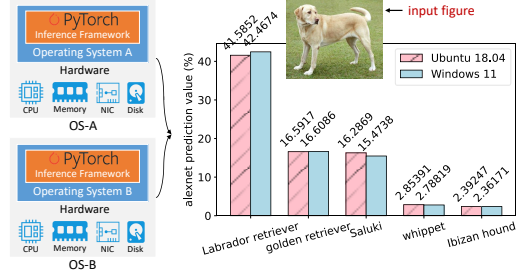 PyTorch
Inference Framework
Operating System A
Hardware
CPU
Memory
NIC
Disk
OS-A
PyTorch
Inference Framework
Operating System B
Hardware
CPU
Memory
NIC
Disk
OS-B
input figure
alexnet prediction value (%)
40
30
20
10
0
Ubuntu 18.04
Windows 11
41.5852
42.4674
16.5917
16.6086
16.2869
15.4738
2.85391
2.78819
2.39247
2.36171
Labrador retriever
golden retriever
Saluki
whippet
Ibizan hound